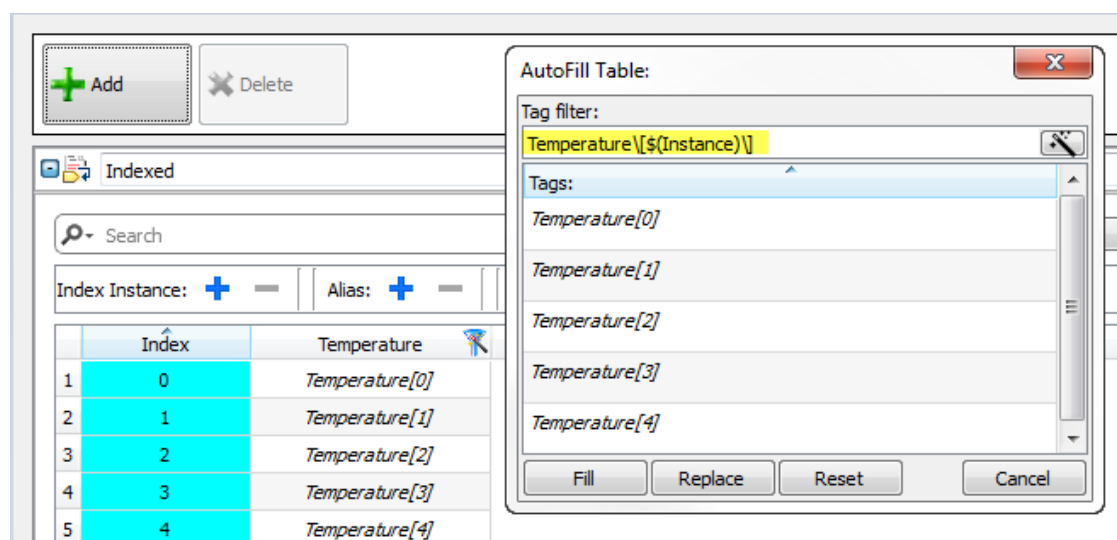 Add
Delete
AutoFill Table:
Tag filter:
Temperature\[$(Instance)\]
Tags:
Temperature[0]
Temperature[1]
Temperature[2]
Temperature[3]
Temperature[4]
Fill Replace Reset Cancel
Indexed
Search
Index Instance: Alias:
Index Temperature
1 0 Temperature[0]
2 1 Temperature[1]
3 2 Temperature[2]
4 3 Temperature[3]
5 4 Temperature[4]